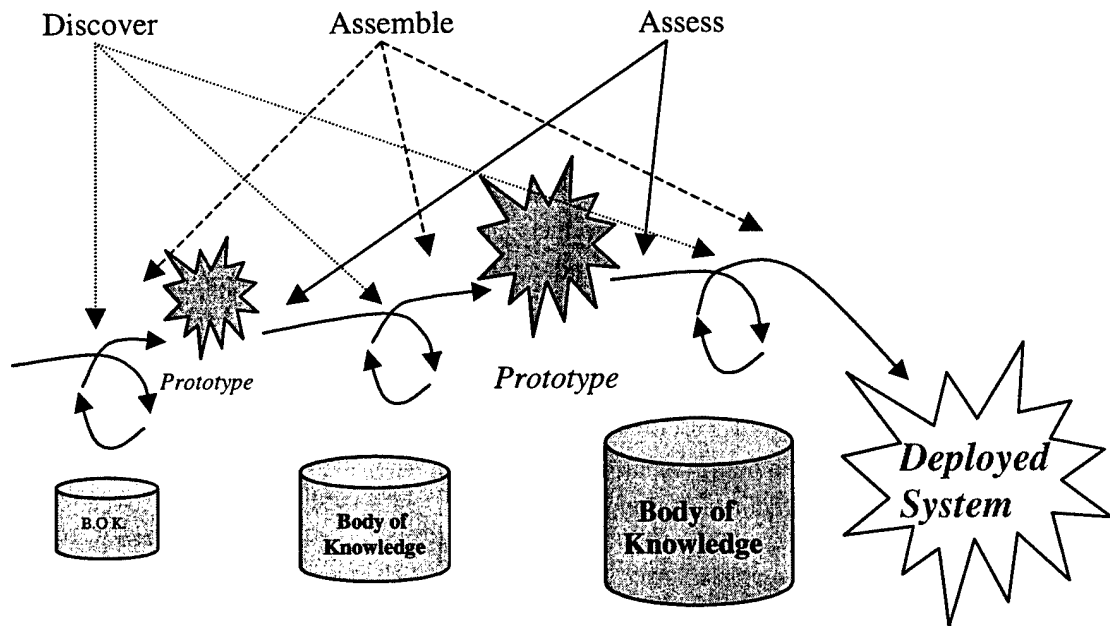 Discover
Assemble
Assess
Prototype
Prototype
B.O.K.
Body of
Knowledge
Body of
Knowledge
Deployed
System